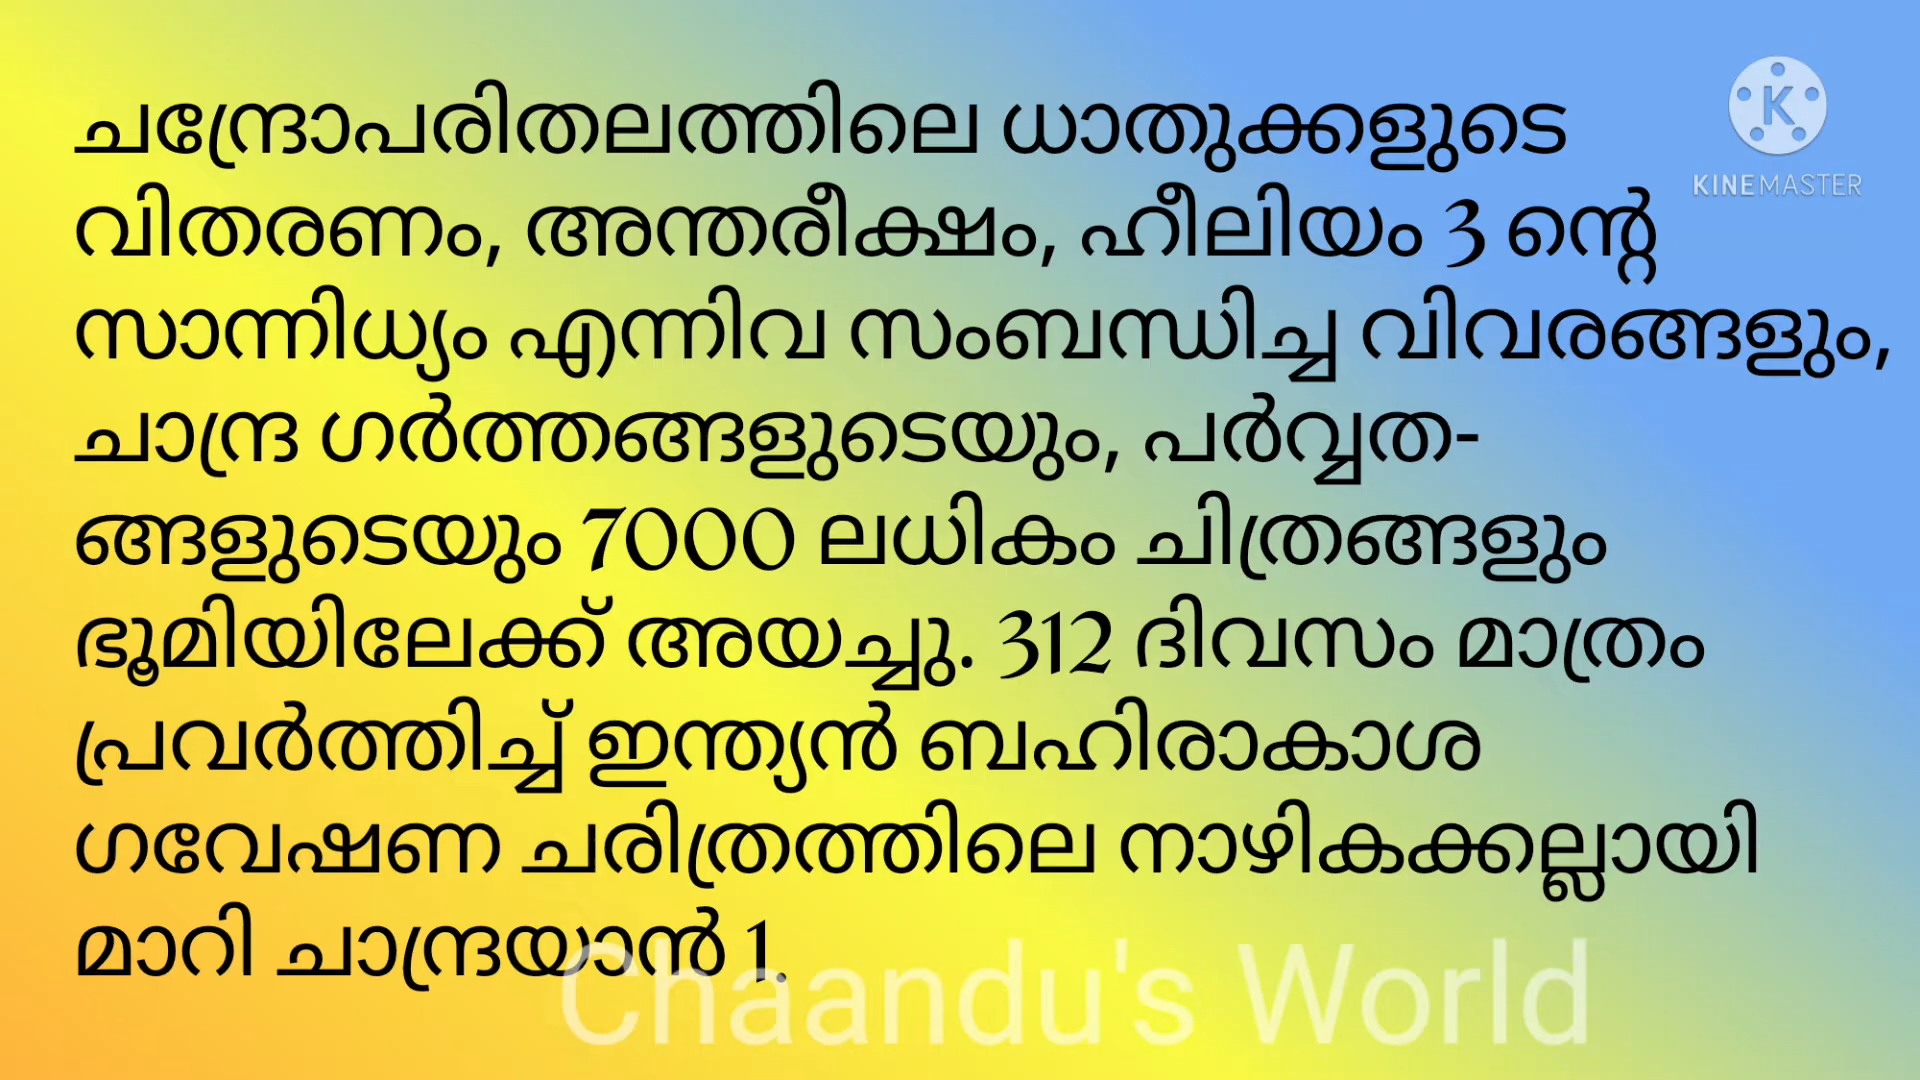 ചന്ദ്രോപരിതലത്തിലെ ധാതുക്കളുടെ
വിതരണം, അന്തരീക്ഷം, ഹീലിയം 3 ന്റെ
സാന്നിധ്യം എന്നിവ സംബന്ധിച്ച വിവരങ്ങളും,
ചാന്ദ്ര ഗർത്തങ്ങളുടെയും, പർവ്വത-
ങ്ങളുടെയും 7000 ലധികം ചിത്രങ്ങളും
ഭൂമിയിലേക്ക് അയച്ചു. 312 ദിവസം മാത്രം
പ്രവർത്തിച്ച് ഇന്ത്യൻ ബഹിരാകാശ
ഗവേഷണ ചരിത്രത്തിലെ നാഴികക്കല്ലായി
മാറി ചാന്ദ്രയാൻ 1.
K
KINEMASTER
Chaandu's World